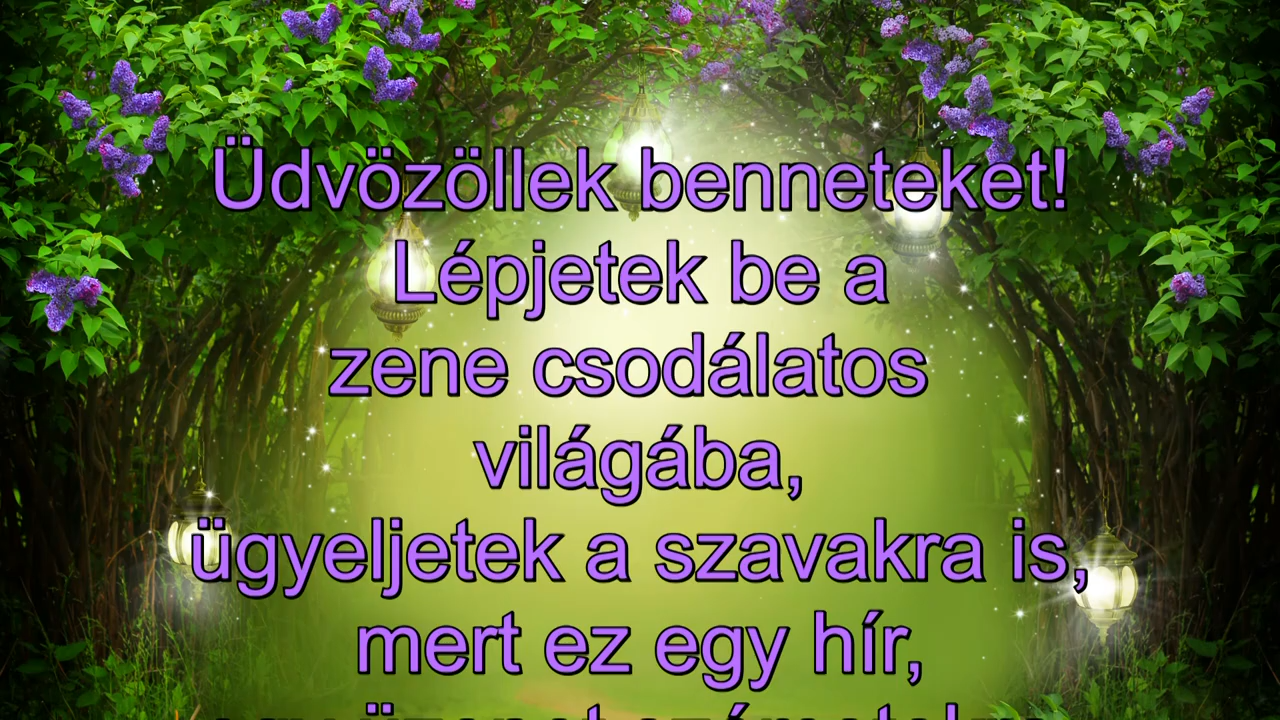 Üdvözöllek benneteket!
Lépjetek be a
zene csodálatos
világába,
ügyeljetek a szavakra is,
mert ez egy hír,